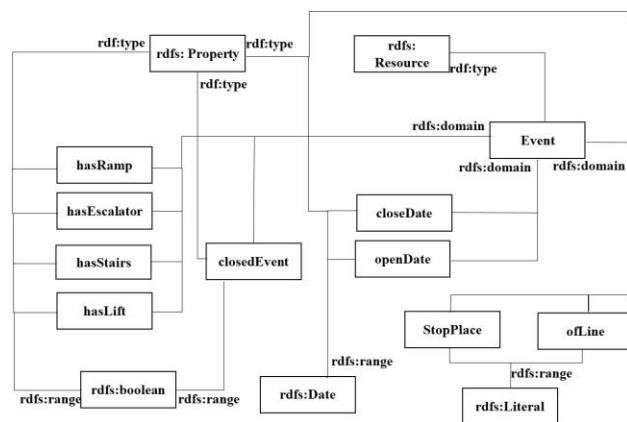 rdf:type
rdfs: Property
rdf:type
rdfs:
Resource
rdf:type
rdf:type
rdfs:domain
Event
rdfs:domain
rdfs:domain
hasRamp
hasEscalator
closeDate
hasStairs
closedEvent
openDate
hasLift
StopPlace
ofLine
rdfs:range
rdfs:range
rdfs:boolean
rdfs:range
rdfs:range
rdfs:Date
rdfs:Literal